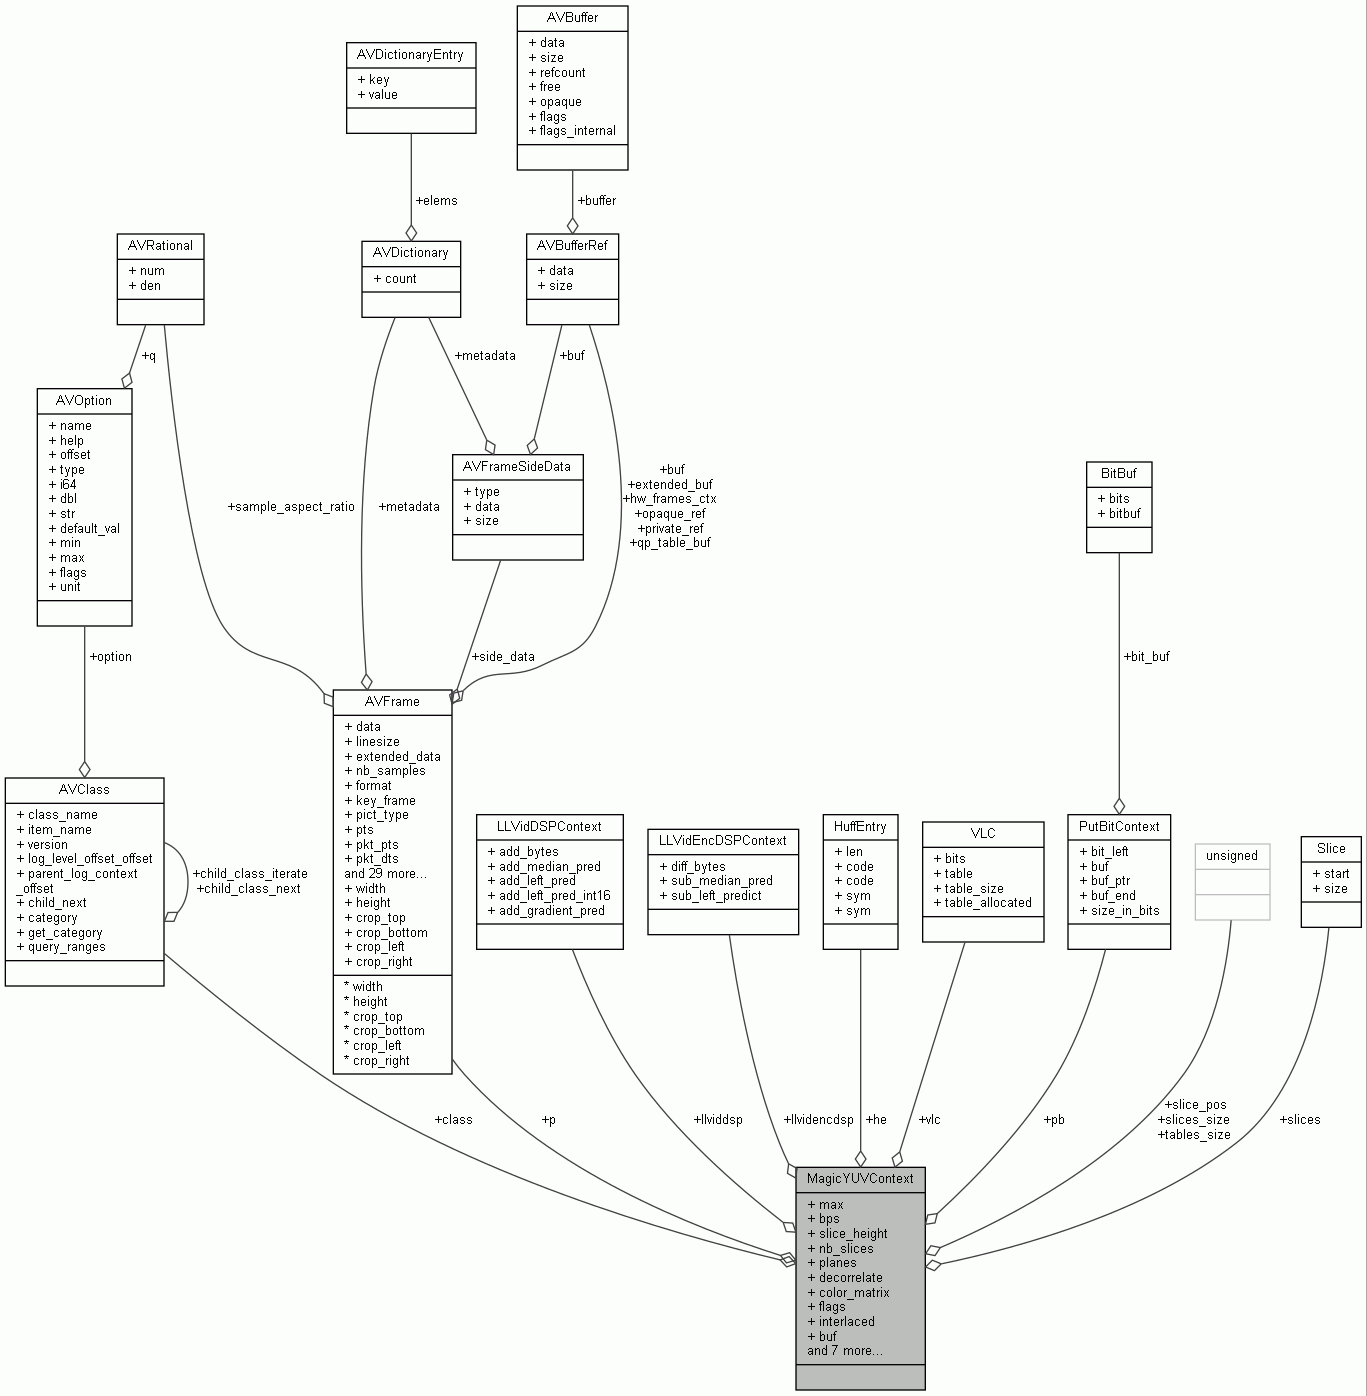 AVBuffer
+ data
+ size
+ refcount
+ free
+ opaque
+ flags
+ flags_internal
AVDictionaryEntry
+ key
+ value
+elems
+buffer
AVRational
+ num
+ den
AVDictionary
+ count
AVBufferRef
+ data
+ size
+q
+metadata
+buf
AVOption
+ name
+ help
+ offset
+ type
+ i64
+ dbl
+ str
+ default_val
+ min
+ max
+ flags
+ unit
+sample_aspect_ratio
+metadata
AVFrameSideData
+ type
+ data
+ size
+buf
+extended_buf
+hw_frames_ctx
+opaque_ref
+private_ref
+qp_table_buf
BitBuf
+ bits
+ bitbuf
+option
+side_data
+bit_buf
AVClass
+ class_name
+ item_name
+ version
+ log_level_offset_offset
+ parent_log_context
_offset
+ child_next
+ category
+ get_category
+ query_ranges
+child_class_iterate
+child_class_next
AVFrame
+ data
+ linesize
+ extended_data
+ nb_samples
+ format
+ key_frame
+ pict_type
+ pts
+ pkt_pts
+ pkt_dts
and 29 more...
+ width
+ height
+ crop_top
+ crop_bottom
+ crop_left
+ crop_right
* width
* height
* crop_top
* crop_bottom
* crop_left
* crop_right
LLVidDSPContext
+ add_bytes
+ add_median_pred
+ add_left_pred
+ add_left_pred_int16
+ add_gradient_pred
LLVidEncDSPContext
+ diff_bytes
+ sub_median_pred
+ sub_left_predict
HuffEntry
+ len
+ code
+ code
+ sym
+ sym
VLC
+ bits
+ table
+ table_size
+ table_allocated
PutBitContext
+ bit_left
+ buf
+ buf_ptr
+ buf_end
+ size_in_bits
unsigned
Slice
+ start
+ size
+class
+p
+llviddsp
+llvidencdsp
+he
+vlc
+pb
+slice_pos
+slices_size
+tables_size
+slices
MagicYUVContext
+ max
+ bps
+ slice_height
+ nb_slices
+ planes
+ decorrelate
+ color_matrix
+ flags
+ interlaced
+ buf
and 7 more...